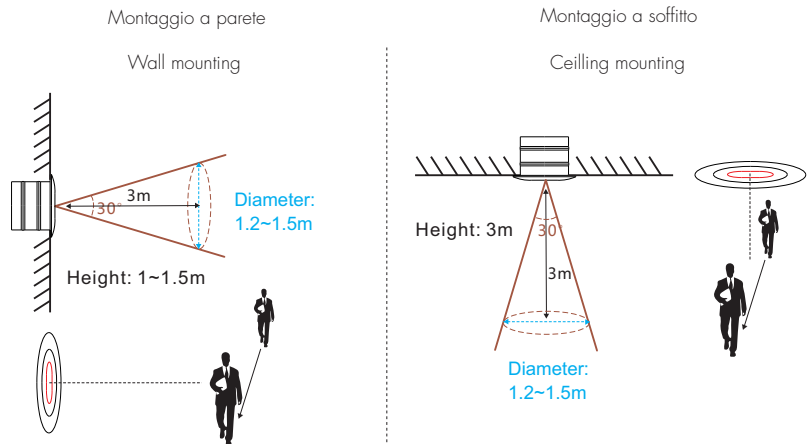 Montaggio a parete
Wall mounting
3m
30°
Diameter:
1.2~1.5m
Height: 1~1.5m
Montaggio a soffitto
Ceilling mounting
Height: 3m
30°
3m
Diameter:
1.2~1.5m